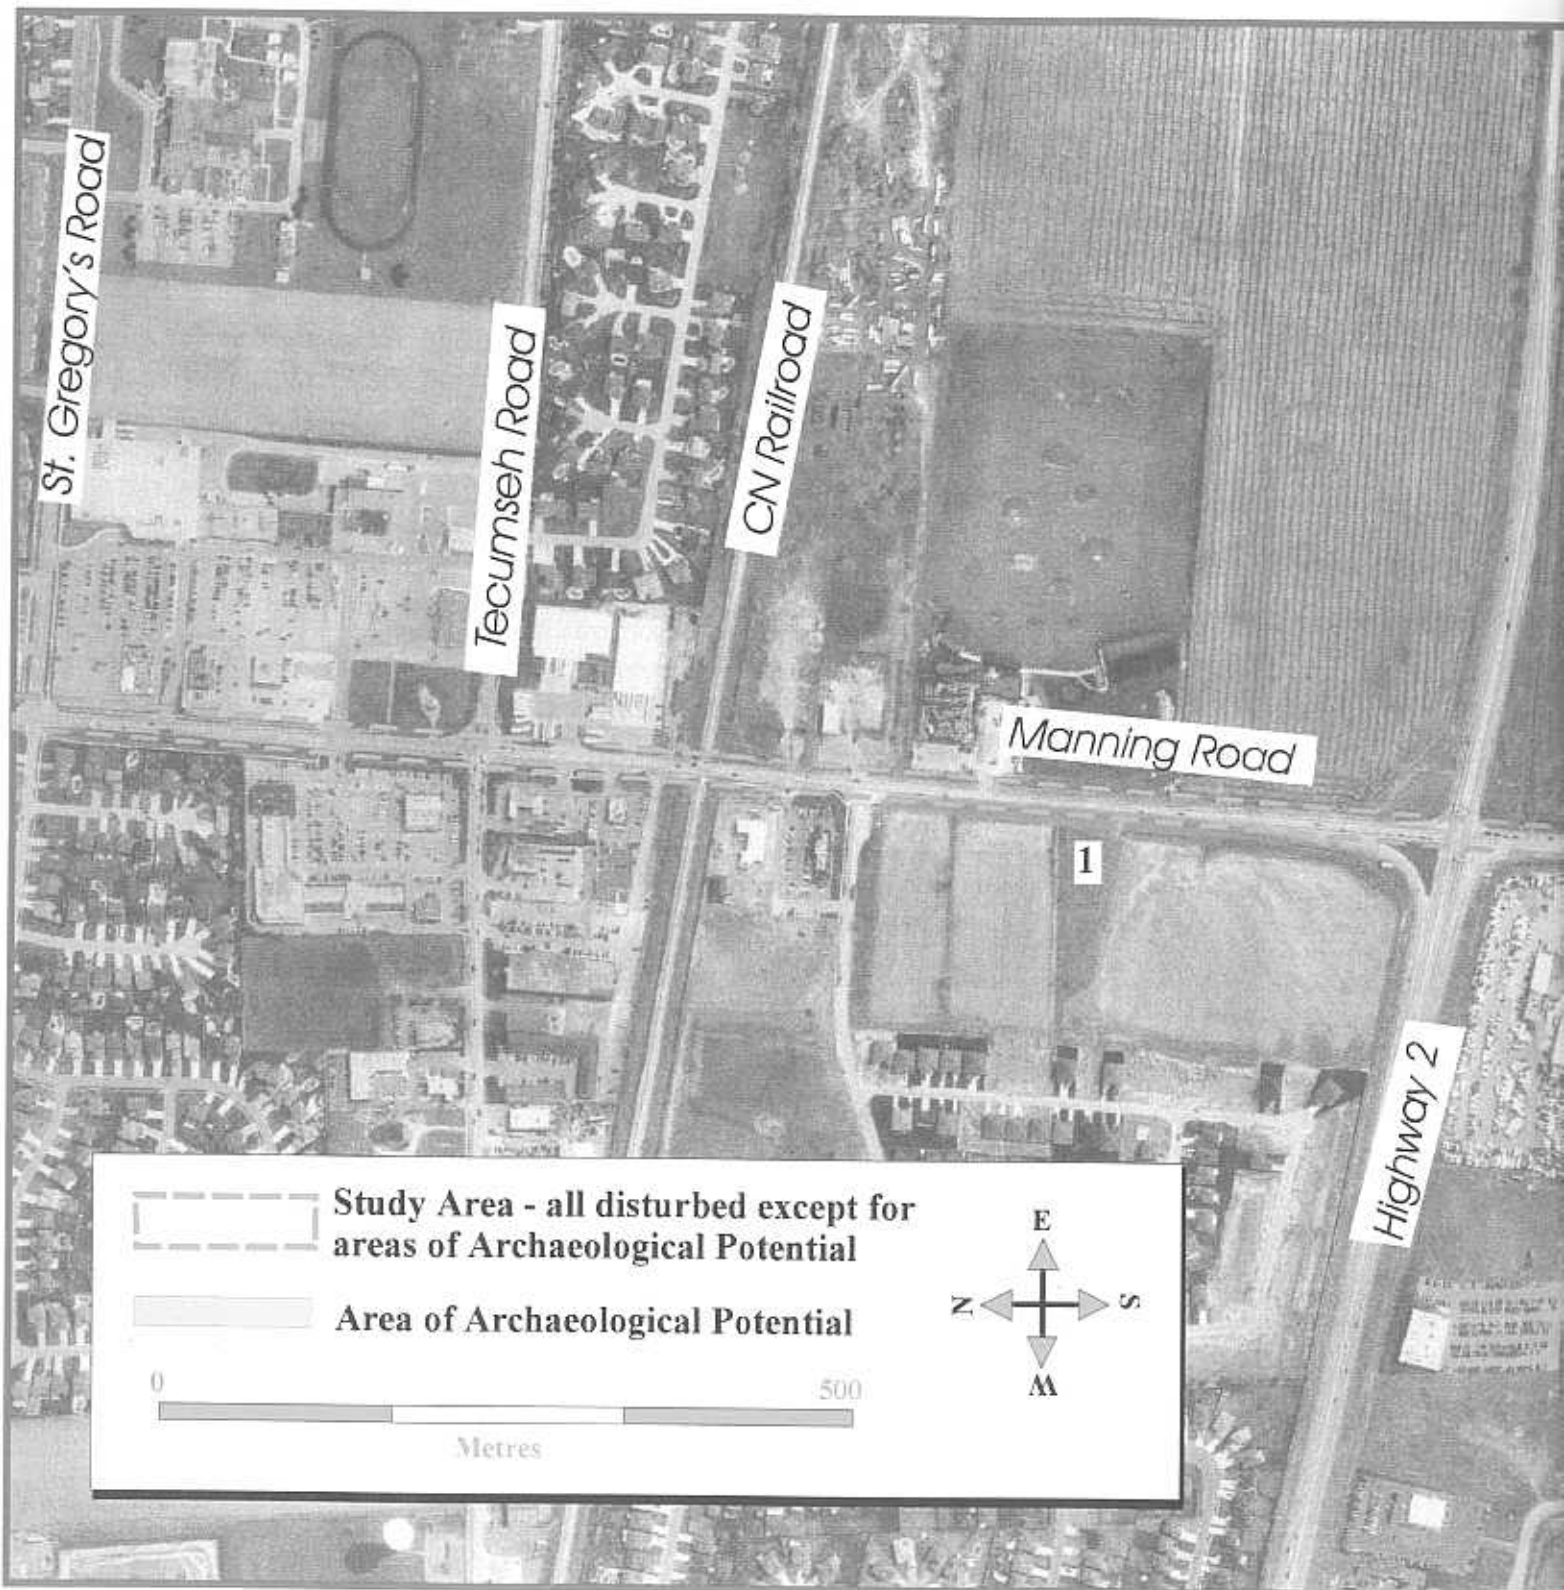 St. Gregory's Road
Tecumseh Road
CN Railroad
Manning Road
1
Highway 2
Study Area - all disturbed except for
areas of Archaeological Potential
Area of Archaeological Potential
0 500
Metres
E
N S
W